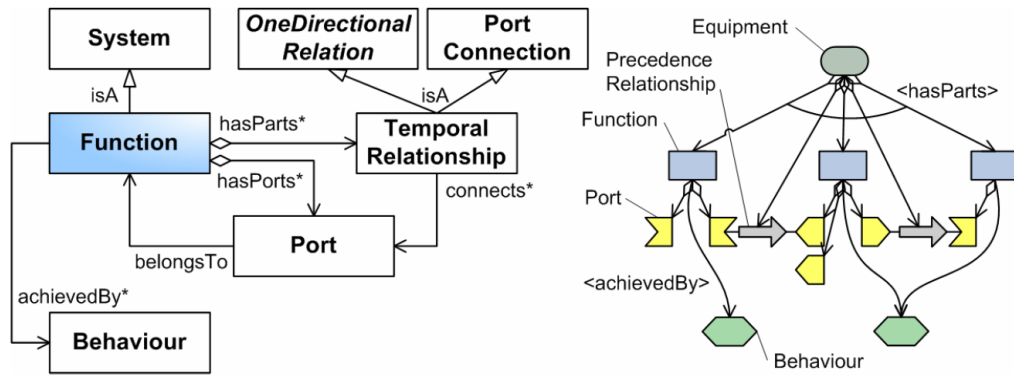 System
OneDirectional
Relation
Port
Connection
isA
isA
Function
hasParts*
hasPorts*
Temporal
Relationship
connects*
Port
belongsTo
achievedBy*
Behaviour
Equipment
Precedence
Relationship
<hasParts>
Function
Port
<achievedBy>
Behaviour